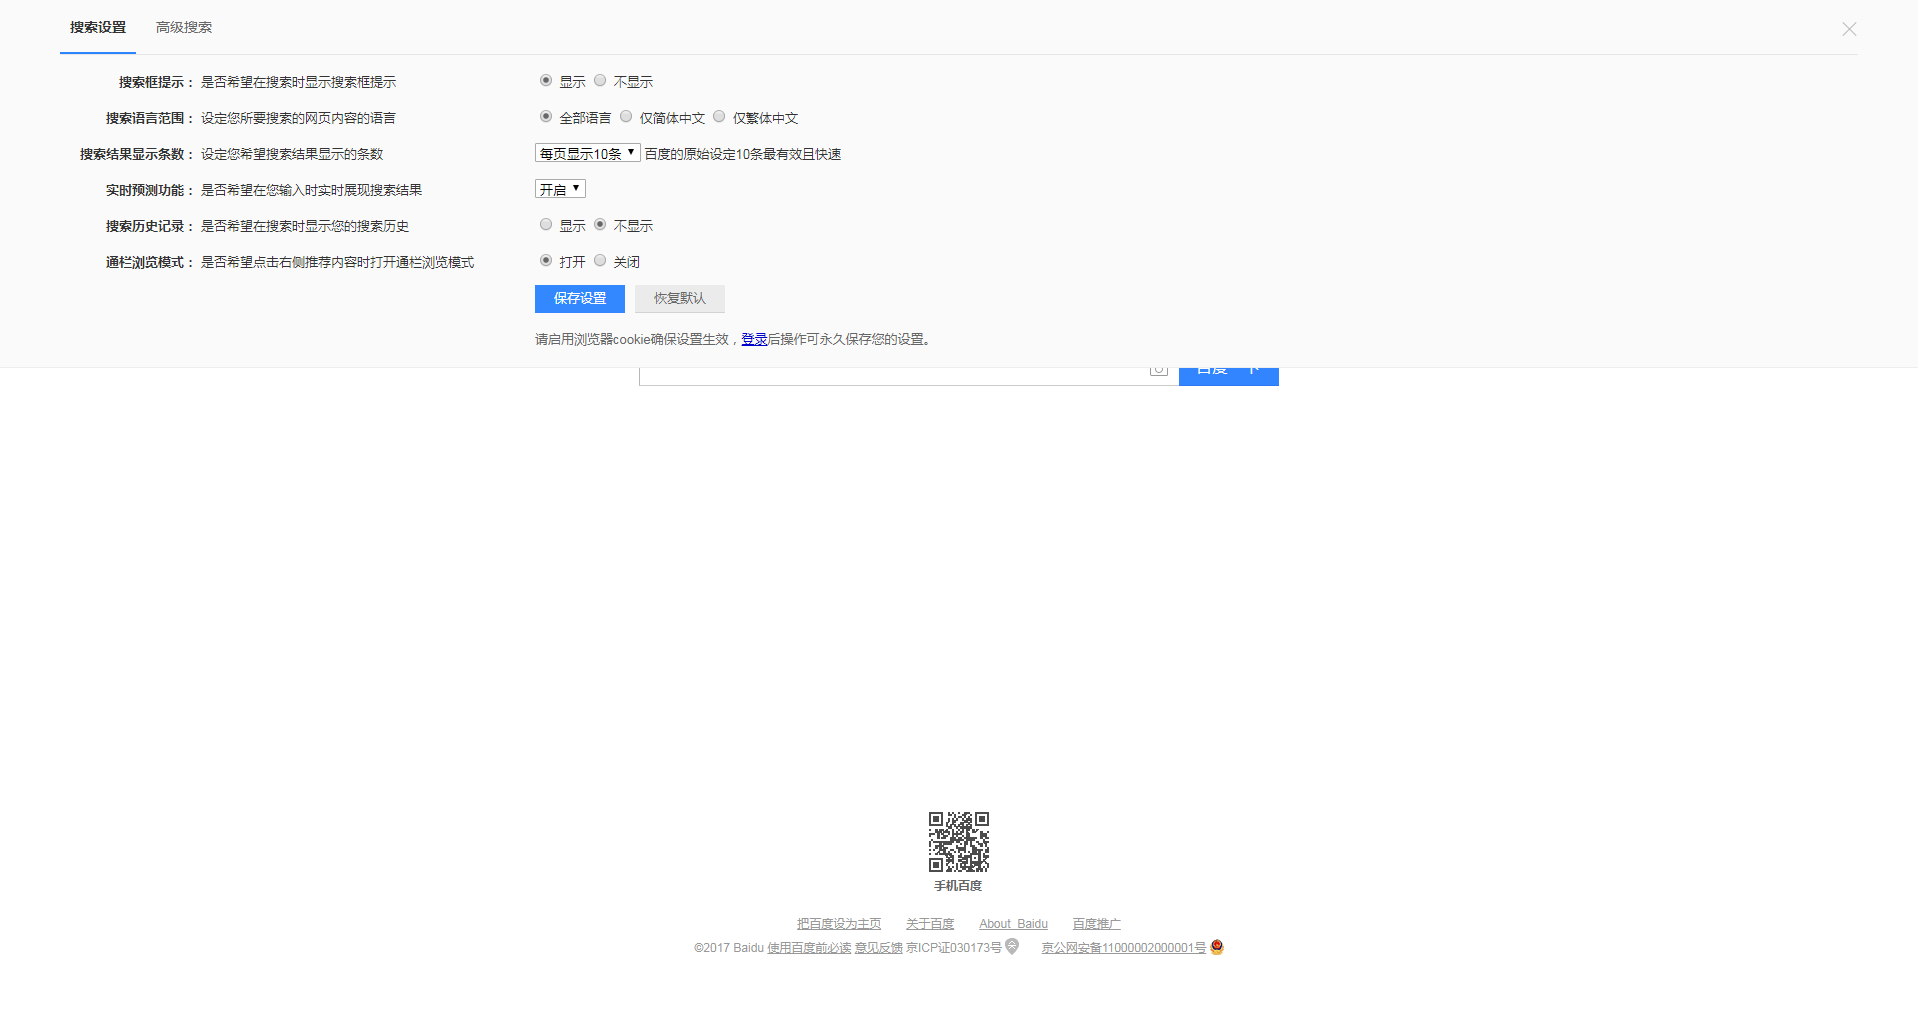 搜索设置 高级搜索
搜索框提示： 是否希望在搜索时显示搜索框提示 显示 不显示
搜索语言范围： 设定您所要搜索的网页内容的语言 全部语言 仅简体中文 仅繁体中文
搜索结果显示条数： 设定您希望搜索结果显示的条数 每页显示10条 百度的原始设定10条最有效且快速
实时预测功能： 是否希望在您输入时实时展现搜索结果 开启
搜索历史记录： 是否希望在搜索时显示您的搜索历史 显示 不显示
通栏浏览模式： 是否希望点击右侧推荐内容时打开通栏浏览模式 打开 关闭
保存设置 恢复默认
请启用浏览器cookie确保设置生效，登录后操作可永久保存您的设置。
百度一下
手机百度
把百度设为主页 关于百度 About Baidu 百度推广
©2017 Baidu 使用百度前必读 意见反馈 京ICP证030173号 京公网安备11000002000001号